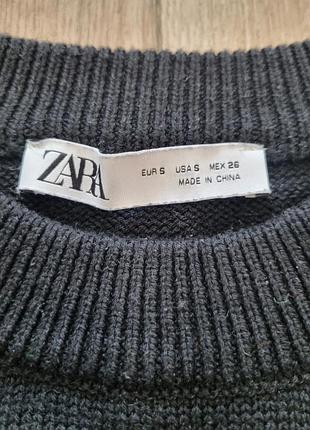 ZARA
EUR S USA S MEX 26
MADE IN CHINA